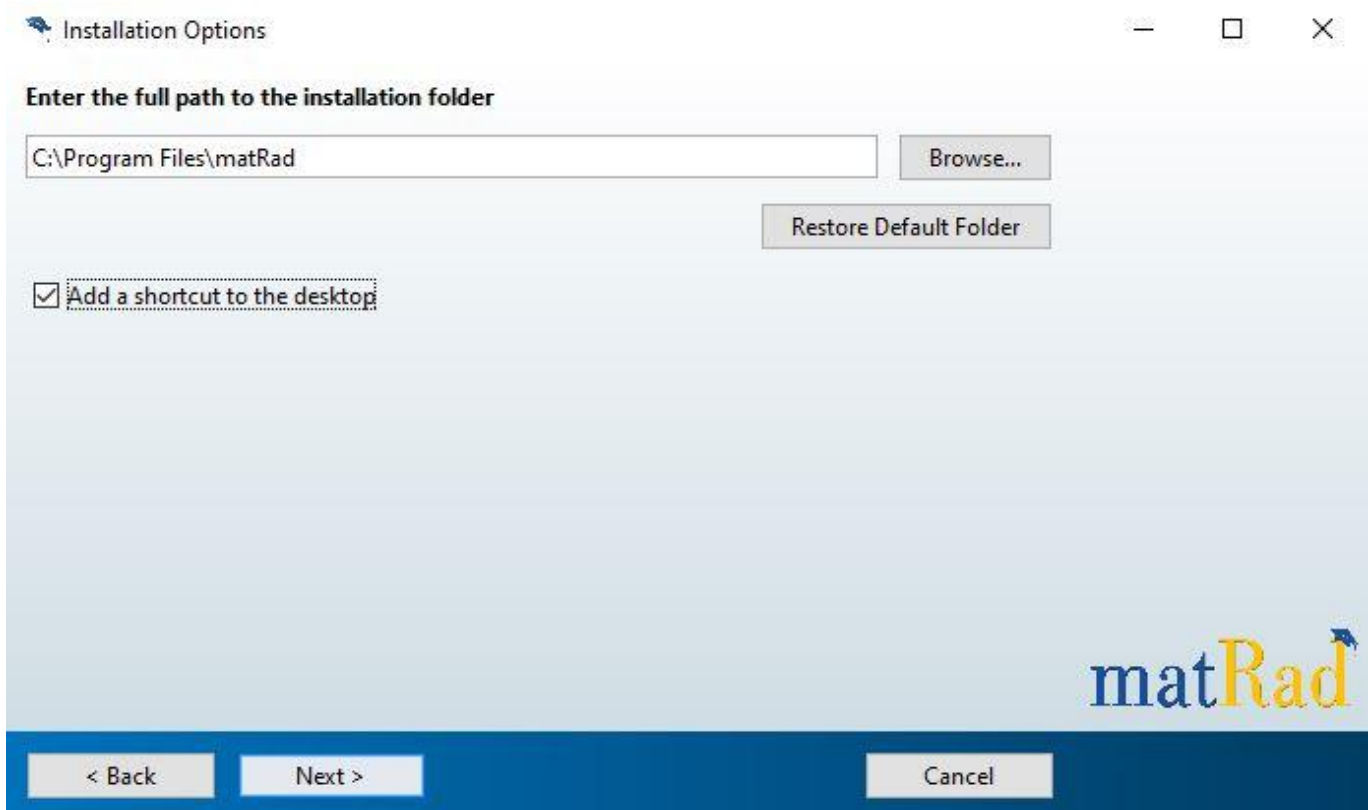 Installation Options
Enter the full path to the installation folder
C:\Program Files\matRad
Browse...
Restore Default Folder
Add a shortcut to the desktop
matRad
< Back
Next >
Cancel